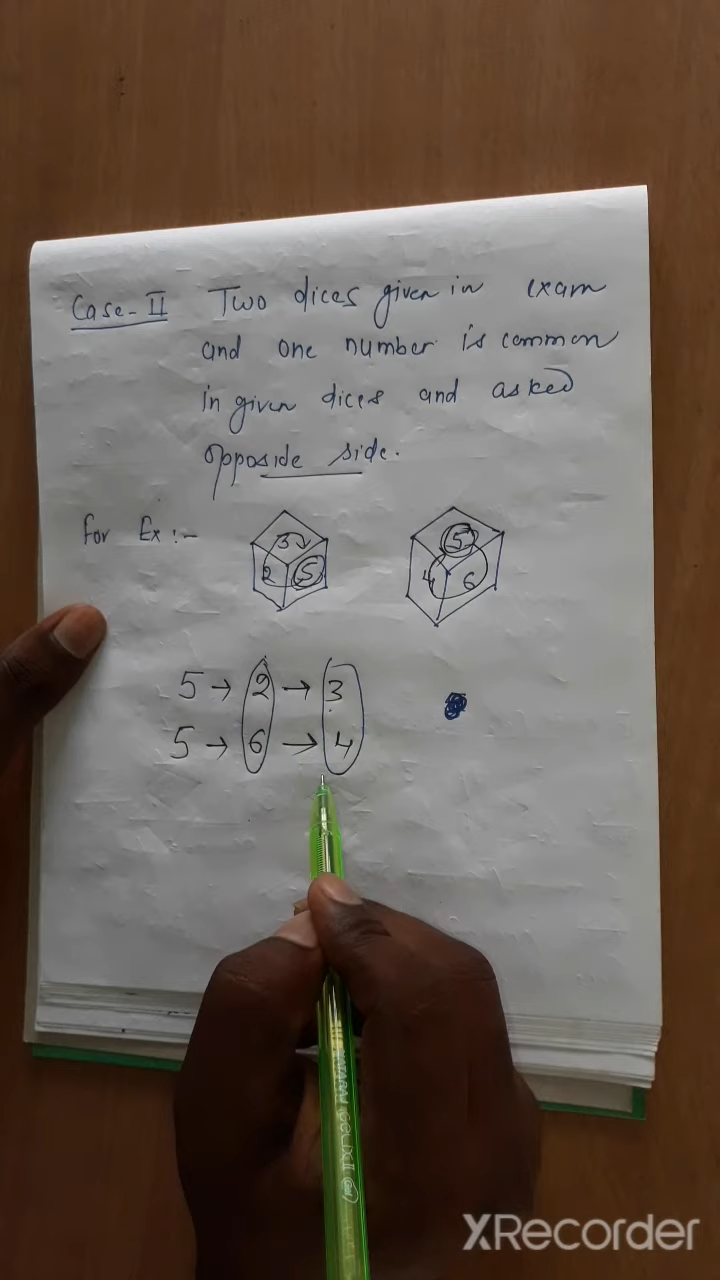 Case-II Two dices given in exam
and one number is common
in given dices and asked
opposide side.
For Ex :-
3
2 5
5
4 6
5 → 2 → 3
5 → 6 → 4
XRecorder